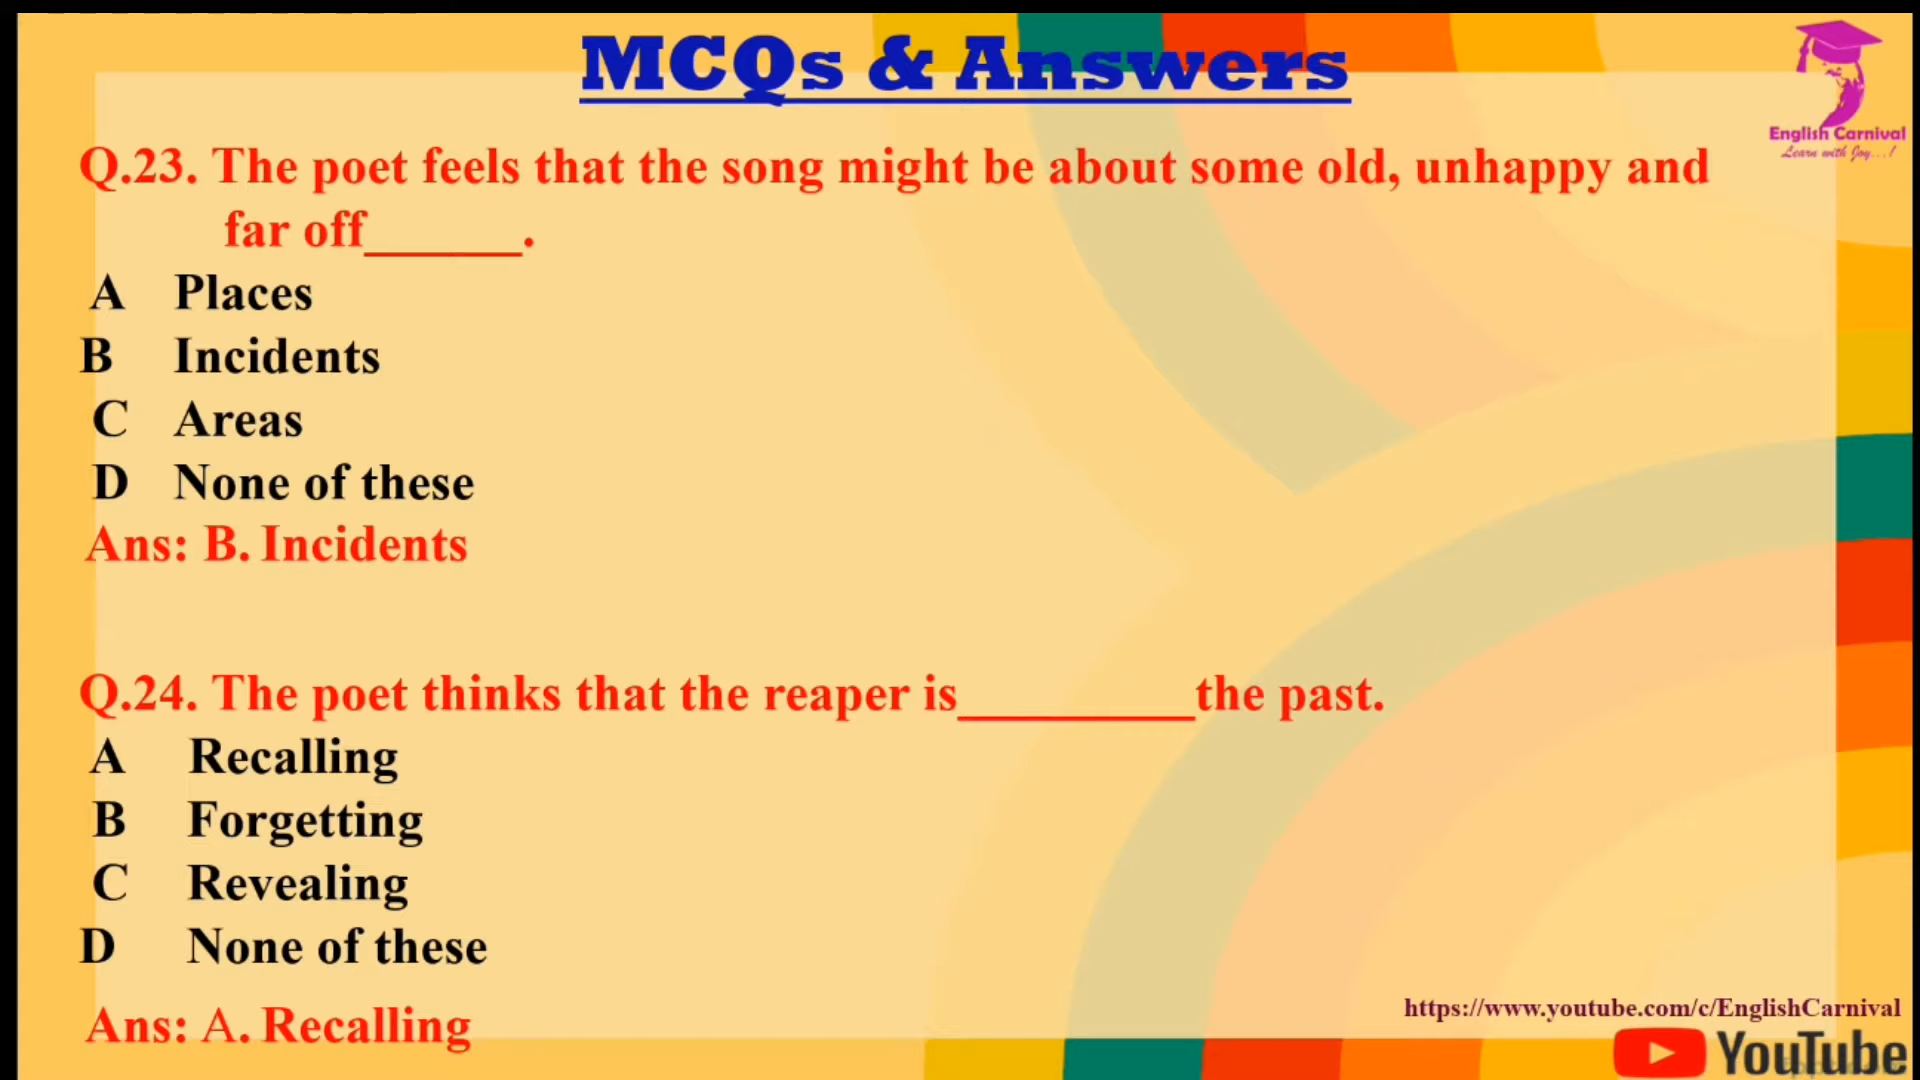 MCQs & Answers
English Carnival
Learn with Joy...!
Q.23. The poet feels that the song might be about some old, unhappy and
far off______.
A Places
B Incidents
C Areas
D None of these
Ans: B. Incidents
Q.24. The poet thinks that the reaper is_________the past.
A Recalling
B Forgetting
C Revealing
D None of these
Ans: A. Recalling
https://www.youtube.com/c/EnglishCarnival
YouTube